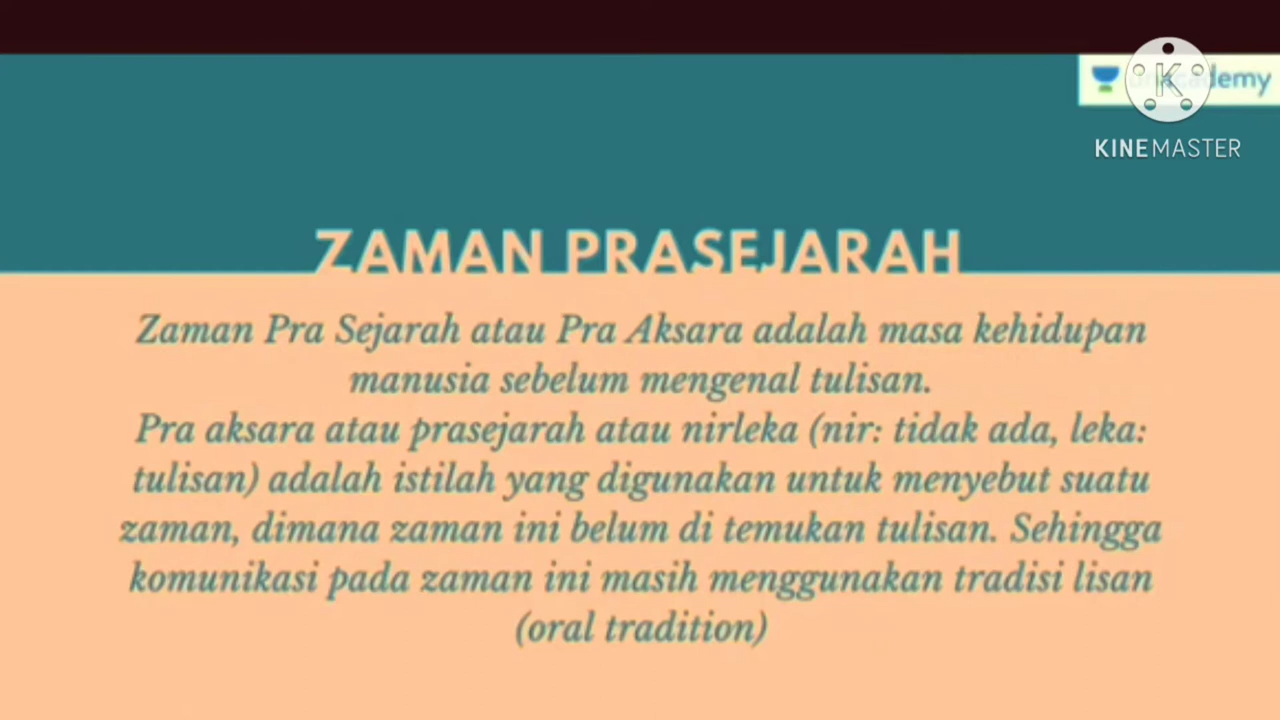 KINEMASTER
ZAMAN PRASEJARAH
Zaman Pra Sejarah atau Pra Aksara adalah masa kehidupan
manusia sebelum mengenal tulisan.
Pra aksara atau prasejarah atau nirleka (nir: tidak ada, leka:
tulisan) adalah istilah yang digunakan untuk menyebut suatu
zaman, dimana zaman ini belum di temukan tulisan. Sehingga
komunikasi pada zaman ini masih menggunakan tradisi lisan
(oral tradition)